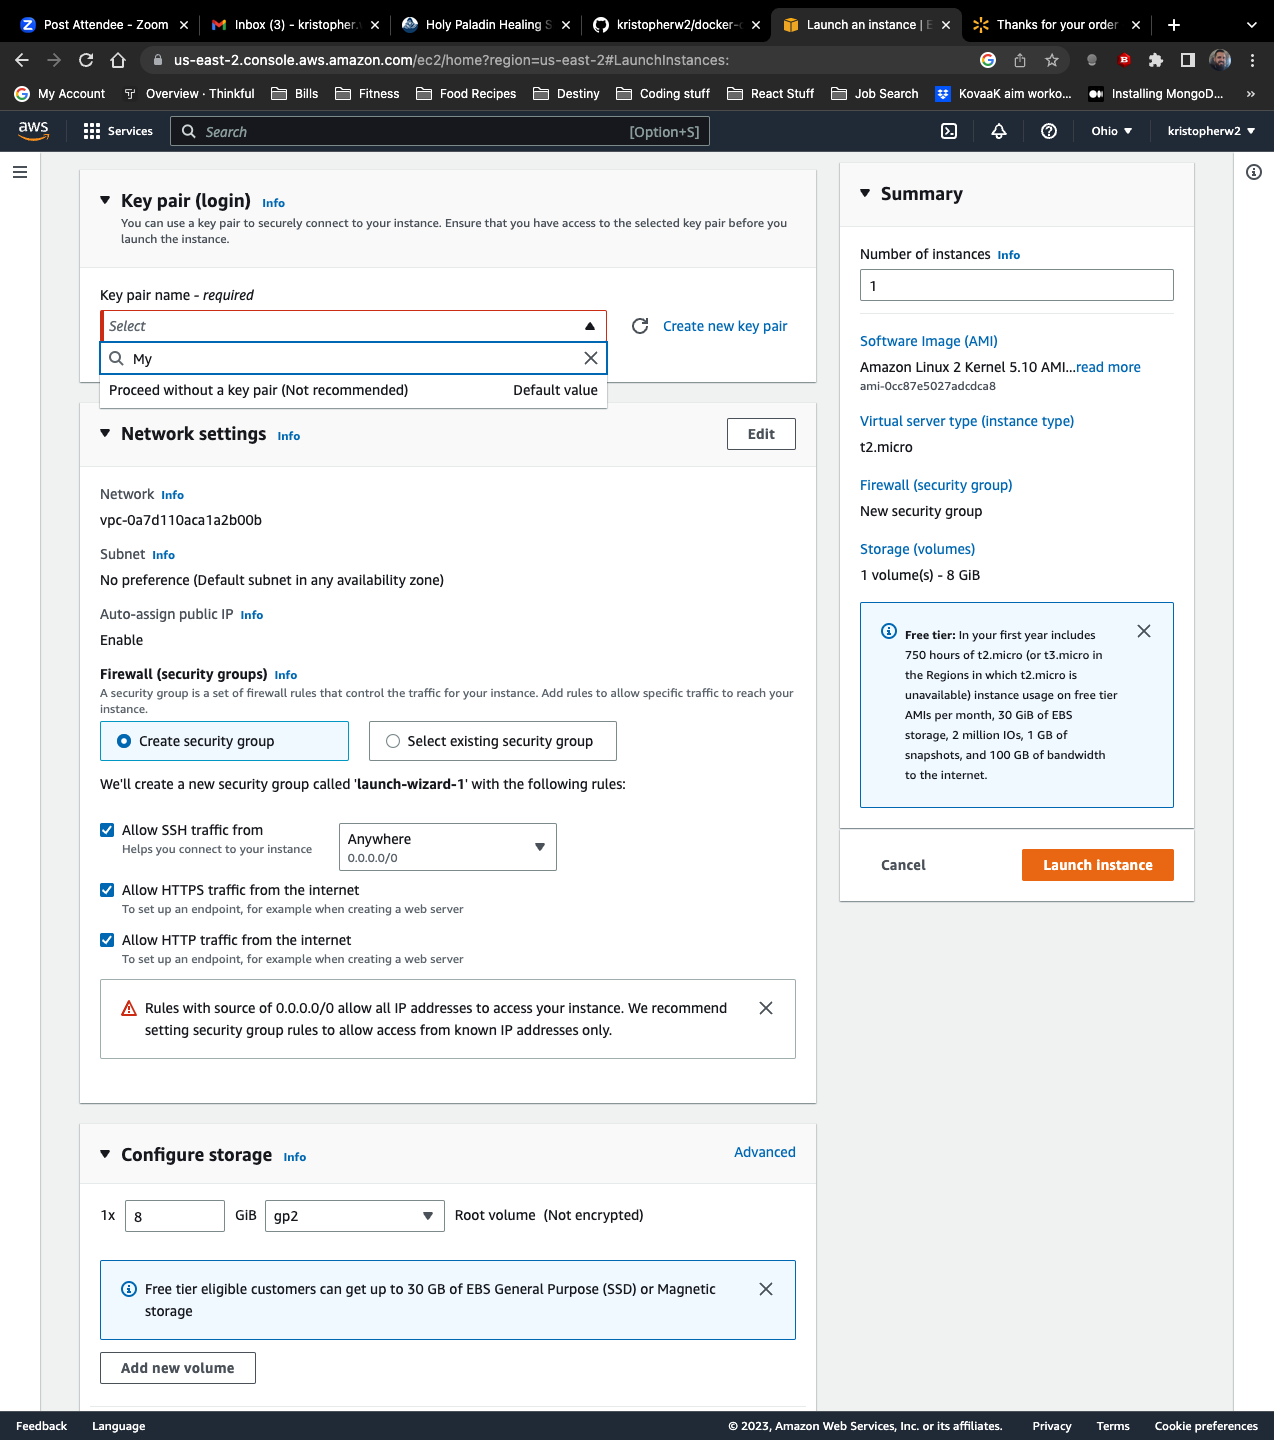 Post Attendee - Zoom
Inbox (3) - kristopher.
Holy Paladin Healing S
kristopherw2/docker-
Launch an instance | E
Thanks for your order
us-east-2.console.aws.amazon.com/ec2/home?region=us-east-2#LaunchInstances:
My Account
Overview · Thinkful
Bills
Fitness
Food Recipes
Destiny
Coding stuff
React Stuff
Job Search
KovaaK aim worko...
Installing MongoD...
»
aws
Services
Search
[Option+S]
Ohio
kristopherw2
Key pair (login) Info
You can use a key pair to securely connect to your instance. Ensure that you have access to the selected key pair before you
launch the instance.
Key pair name - required
Select
Create new key pair
My
Proceed without a key pair (Not recommended) Default value
Network settings Info
Edit
Network Info
vpc-0a7d110aca1a2b00b
Subnet Info
No preference (Default subnet in any availability zone)
Auto-assign public IP Info
Enable
Firewall (security groups) Info
A security group is a set of firewall rules that control the traffic for your instance. Add rules to allow specific traffic to reach your
instance.
Create security group
Select existing security group
We'll create a new security group called 'launch-wizard-1' with the following rules:
Allow SSH traffic from
Helps you connect to your instance
Anywhere
0.0.0.0/0
Allow HTTPS traffic from the internet
To set up an endpoint, for example when creating a web server
Allow HTTP traffic from the internet
To set up an endpoint, for example when creating a web server
Rules with source of 0.0.0.0/0 allow all IP addresses to access your instance. We recommend
setting security group rules to allow access from known IP addresses only.
Configure storage Info
Advanced
1x 8 GiB gp2 Root volume (Not encrypted)
Free tier eligible customers can get up to 30 GB of EBS General Purpose (SSD) or Magnetic
storage
Add new volume
Summary
Number of instances Info
1
Software Image (AMI)
Amazon Linux 2 Kernel 5.10 AMI...read more
ami-0cc87e5027adcdca8
Virtual server type (instance type)
t2.micro
Firewall (security group)
New security group
Storage (volumes)
1 volume(s) - 8 GiB
Free tier: In your first year includes
750 hours of t2.micro (or t3.micro in
the Regions in which t2.micro is
unavailable) instance usage on free tier
AMIs per month, 30 GiB of EBS
storage, 2 million IOs, 1 GB of
snapshots, and 100 GB of bandwidth
to the internet.
Cancel
Launch instance
Feedback
Language
© 2023, Amazon Web Services, Inc. or its affiliates.
Privacy
Terms
Cookie preferences